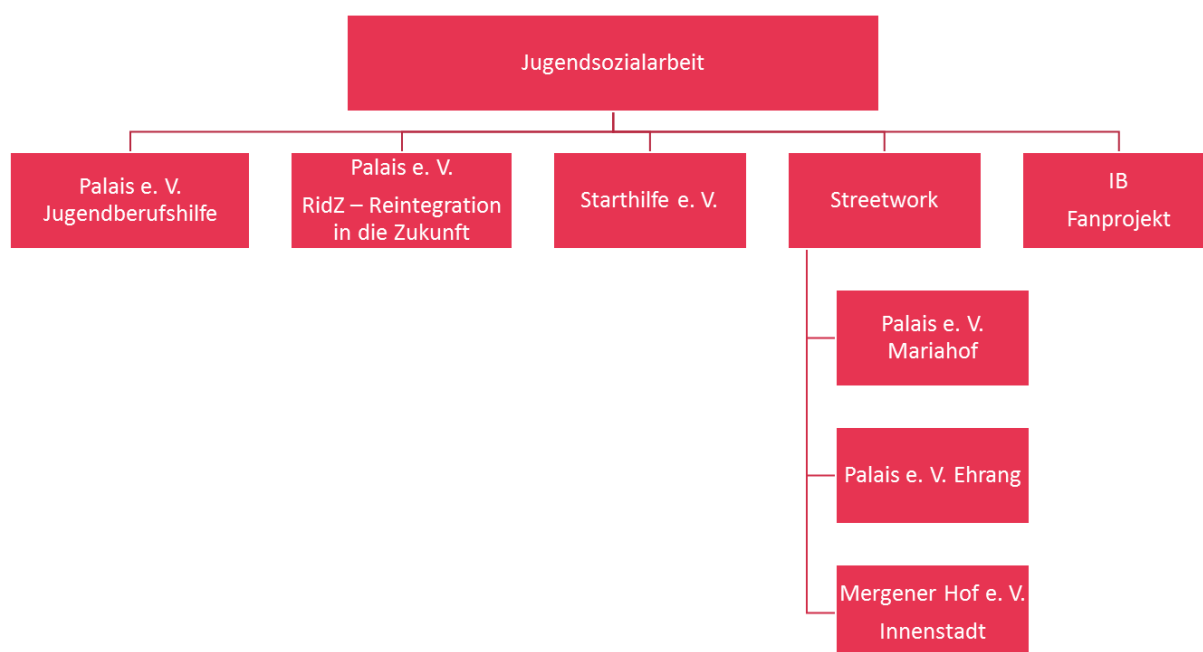 Jugendsozialarbeit
Palais e. V.
Jugendberufshilfe
Palais e. V.
RidZ – Reintegration
in die Zukunft
Starthilfe e. V.
Streetwork
IB
Fanprojekt
Palais e. V.
Mariahof
Palais e. V. Ehrang
Mergener Hof e. V.
Innenstadt